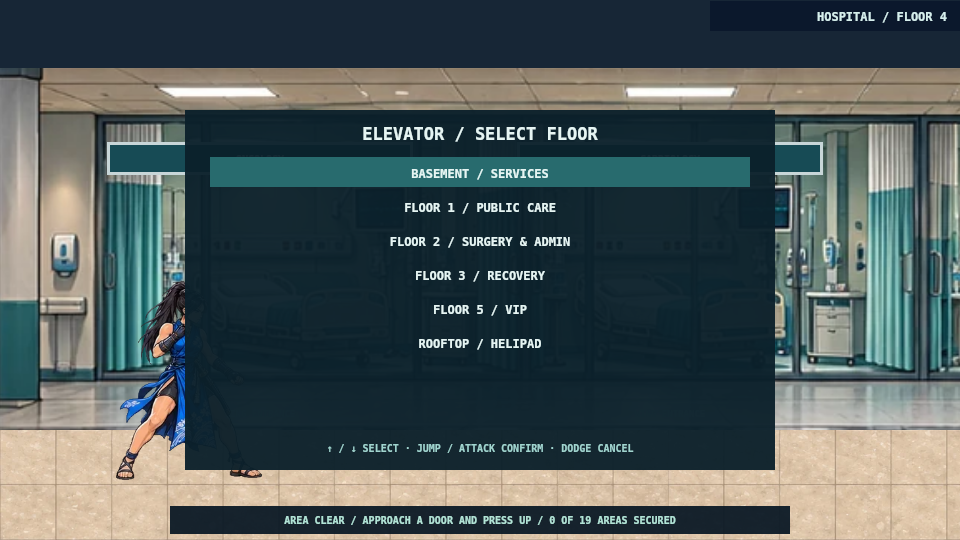 HOSPITAL / FLOOR 4
ELEVATOR / SELECT FLOOR
BASEMENT / SERVICES
FLOOR 1 / PUBLIC CARE
FLOOR 2 / SURGERY & ADMIN
FLOOR 3 / RECOVERY
FLOOR 5 / VIP
ROOFTOP / HELIPAD
↑ / ↓ SELECT · JUMP / ATTACK CONFIRM · DODGE CANCEL
AREA CLEAR / APPROACH A DOOR AND PRESS UP / 0 OF 19 AREAS SECURED